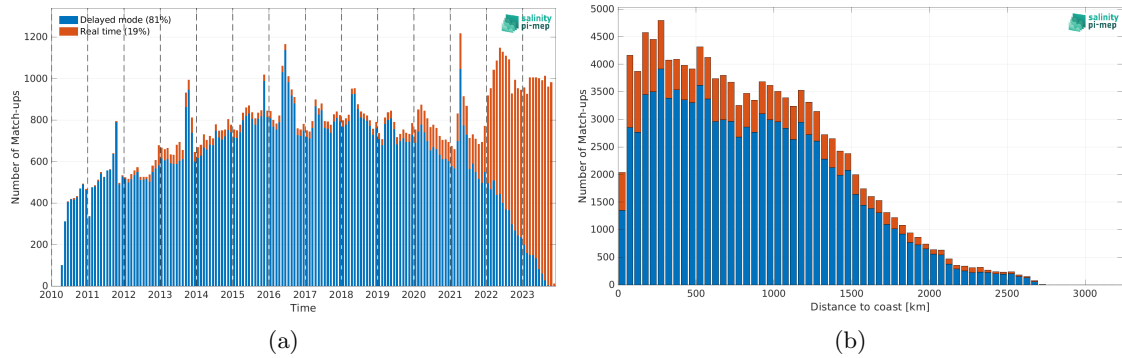 Delayed mode (81%)
Real time (19%)
salinity
pi-mep
Number of Match-ups
1200
1000
800
600
400
200
0
2010 2011 2012 2013 2014 2015 2016 2017 2018 2019 2020 2021 2022 2023
Time
(a)
salinity
pi-mep
Number of Match-ups
5000
4500
4000
3500
3000
2500
2000
1500
1000
500
0
0 500 1000 1500 2000 2500 3000
Distance to coast [km]
(b)